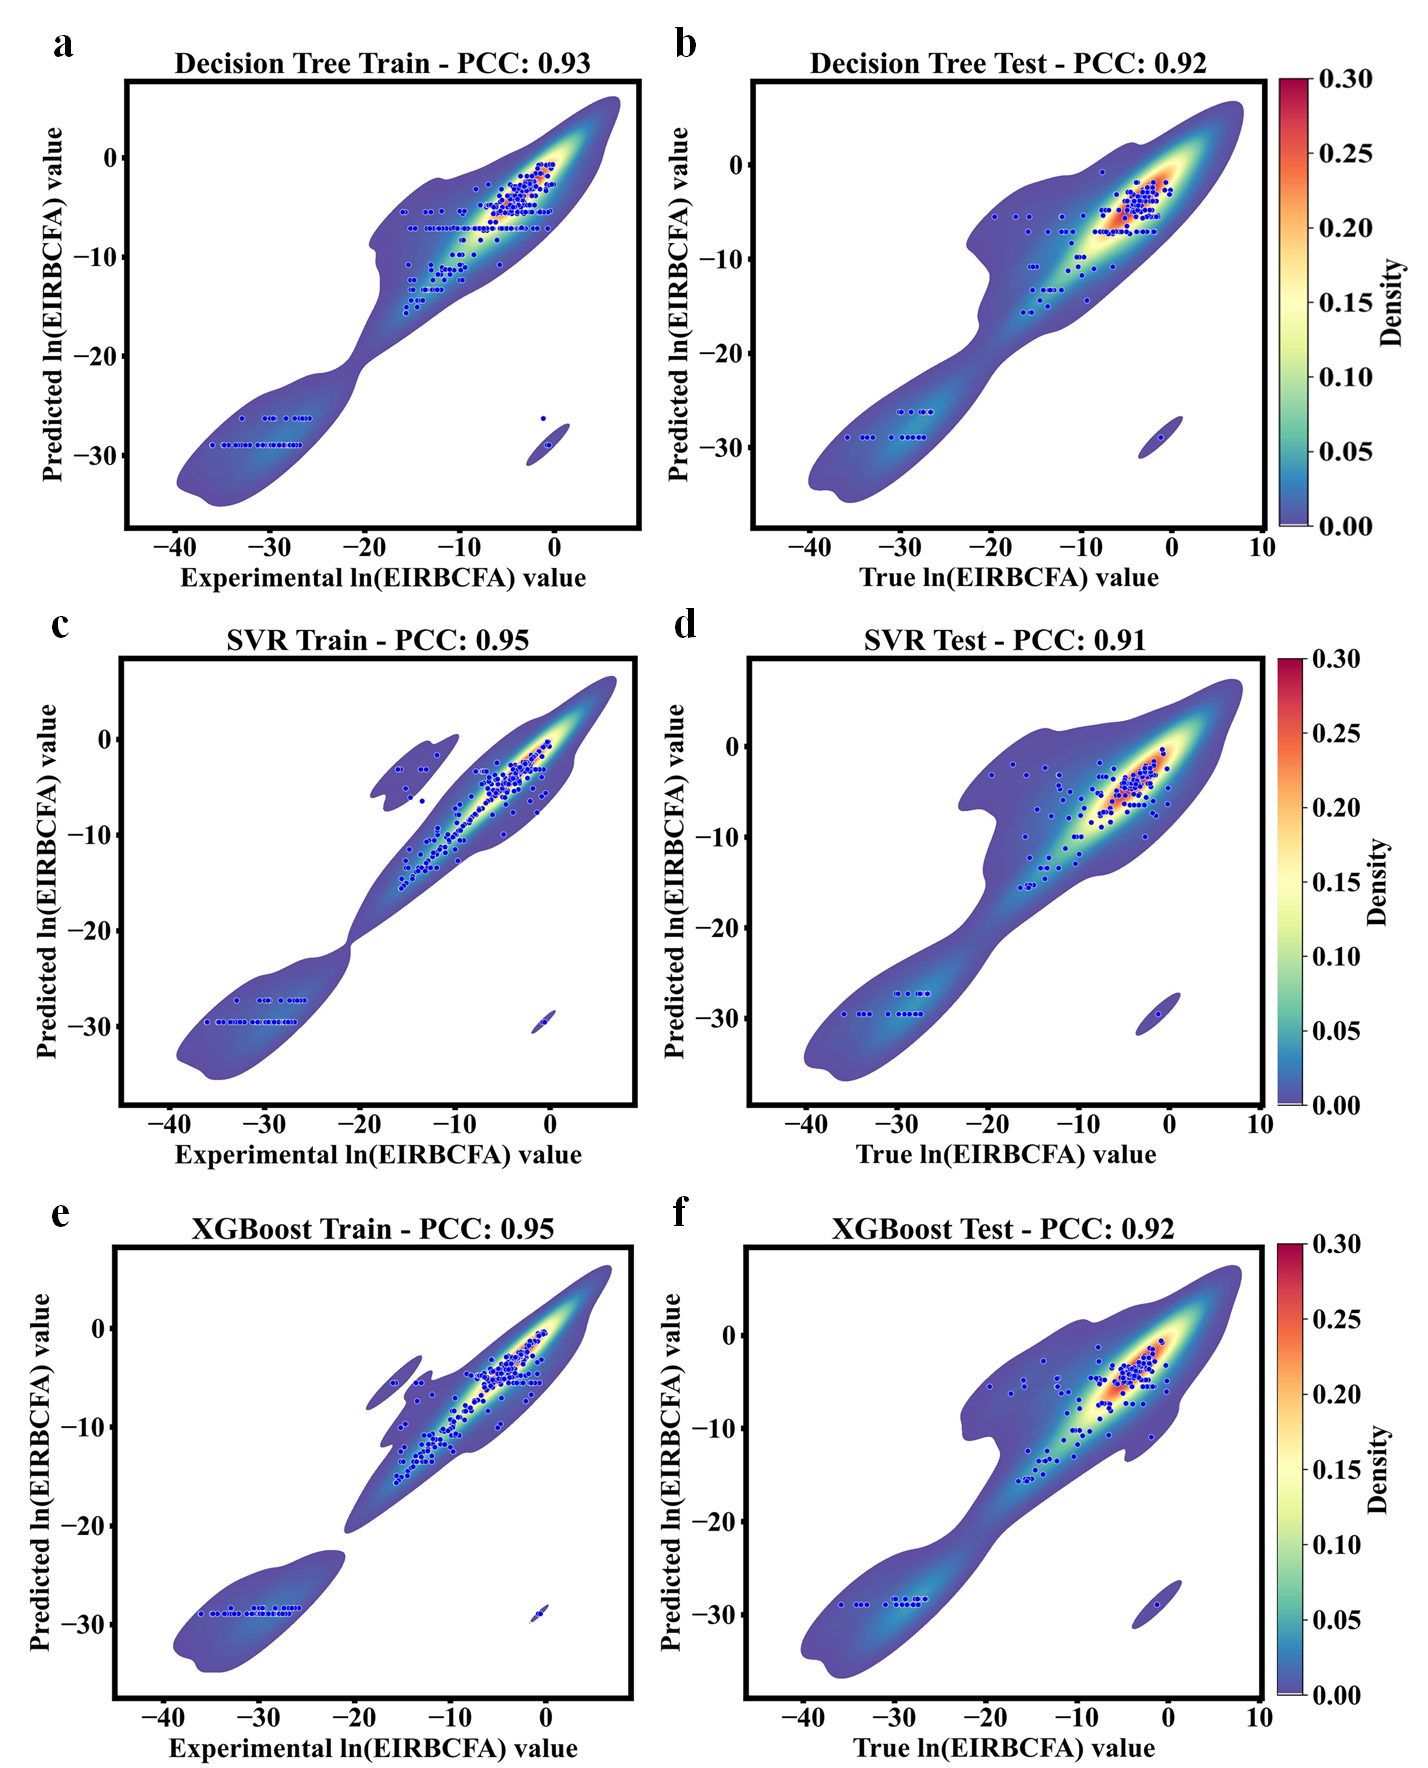 a
b
Decision Tree Train - PCC: 0.93
Decision Tree Test - PCC: 0.92
Predicted ln(EIRBCFA) value
0
−10
−20
−30
−40 −30 −20 −10 0
Experimental ln(EIRBCFA) value
Predicted ln(EIRBCFA) value
0
−10
−20
−30
−40 −30 −20 −10 0 10
True ln(EIRBCFA) value
0.30
0.25
0.20
0.15
0.10
0.05
0.00
Density
c
d
SVR Train - PCC: 0.95
SVR Test - PCC: 0.91
Predicted ln(EIRBCFA) value
0
−10
−20
−30
−40 −30 −20 −10 0
Experimental ln(EIRBCFA) value
Predicted ln(EIRBCFA) value
0
−10
−20
−30
−40 −30 −20 −10 0 10
True ln(EIRBCFA) value
0.30
0.25
0.20
0.15
0.10
0.05
0.00
Density
e
f
XGBoost Train - PCC: 0.95
XGBoost Test - PCC: 0.92
Predicted ln(EIRBCFA) value
0
−10
−20
−30
−40 −30 −20 −10 0
Experimental ln(EIRBCFA) value
Predicted ln(EIRBCFA) value
0
−10
−20
−30
−40 −30 −20 −10 0 10
True ln(EIRBCFA) value
0.30
0.25
0.20
0.15
0.10
0.05
0.00
Density